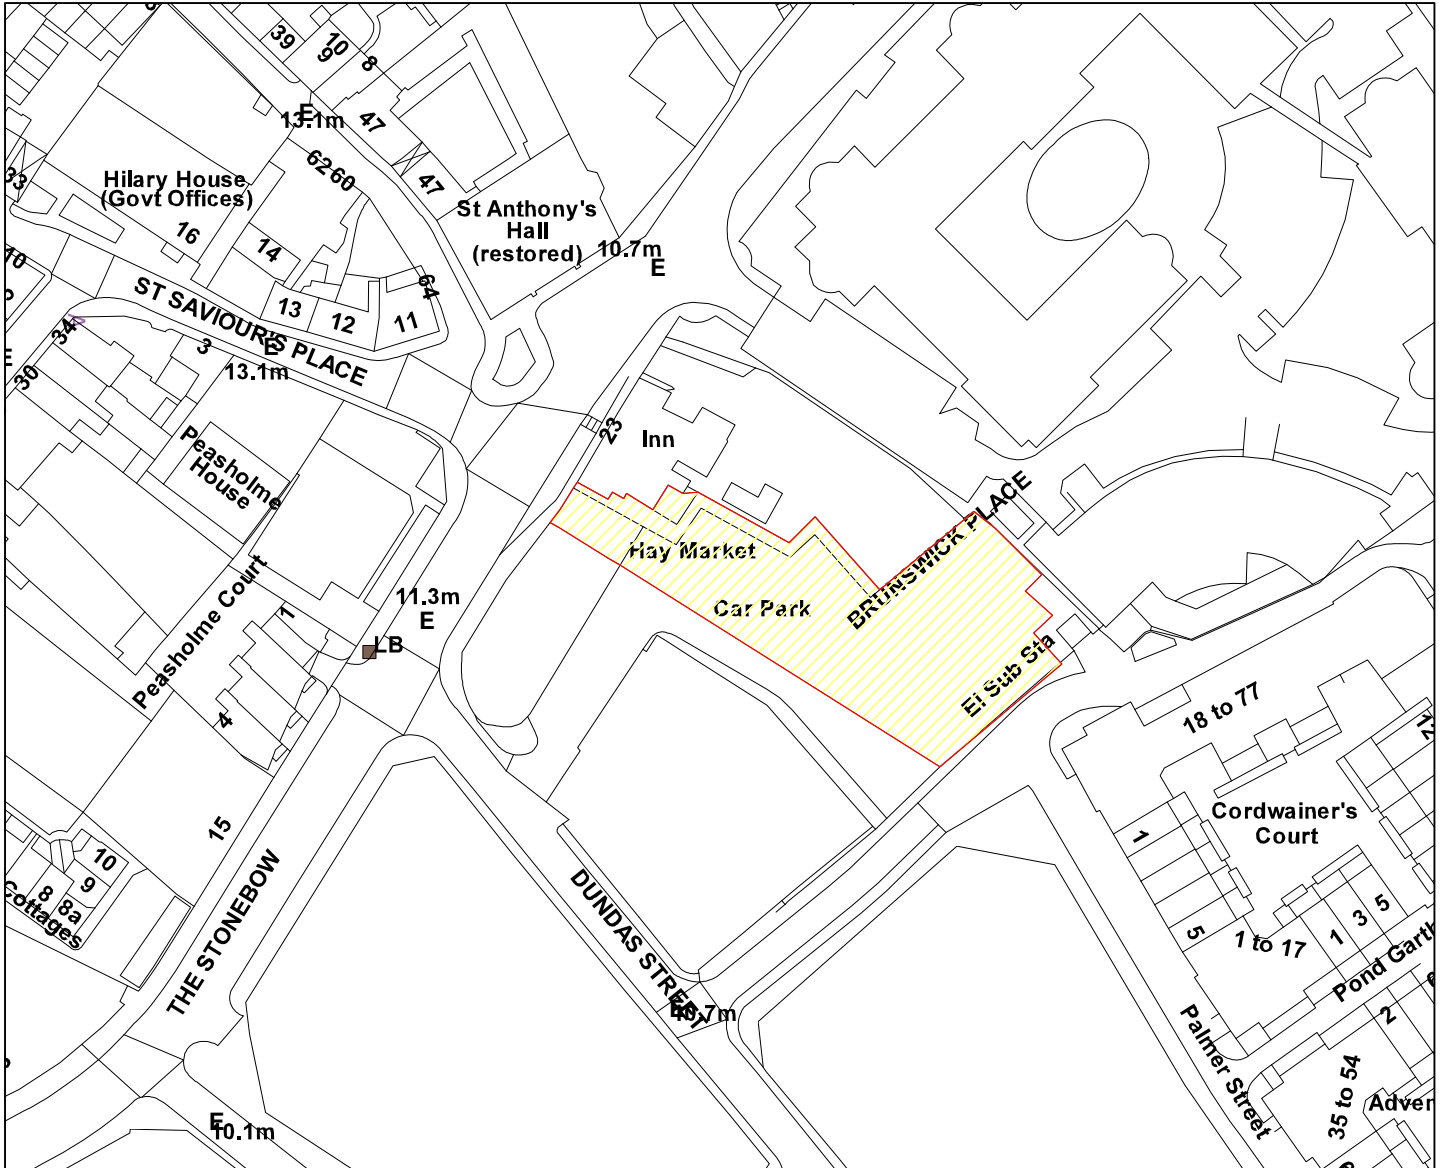 39
10
9
8
47
E
13.1m
62
60
47
33
Hilary House
(Govt Offices)
16
14
St Anthony's
Hall
(restored)
10.7m
E
10
64
ST SAVIOUR'S PLACE
13
12
11
34
3
E
13.1m
E
30
23
Inn
Peasholme
House
BRUNSWICK PLACE
Hay Market
Car Park
11.3m
E
1
Peasholme Court
LB
El Sub Sta
4
18 to 77
12
15
Cordwainer's
Court
1
10
9
8
8a
Cottages
THE STONEBOW
DUNDAS STREET
5
1 to 17
1
3
5
Pond Garth
E
10.7m
2
6
Palmer Street
35 to 54
Adven
E
10.1m